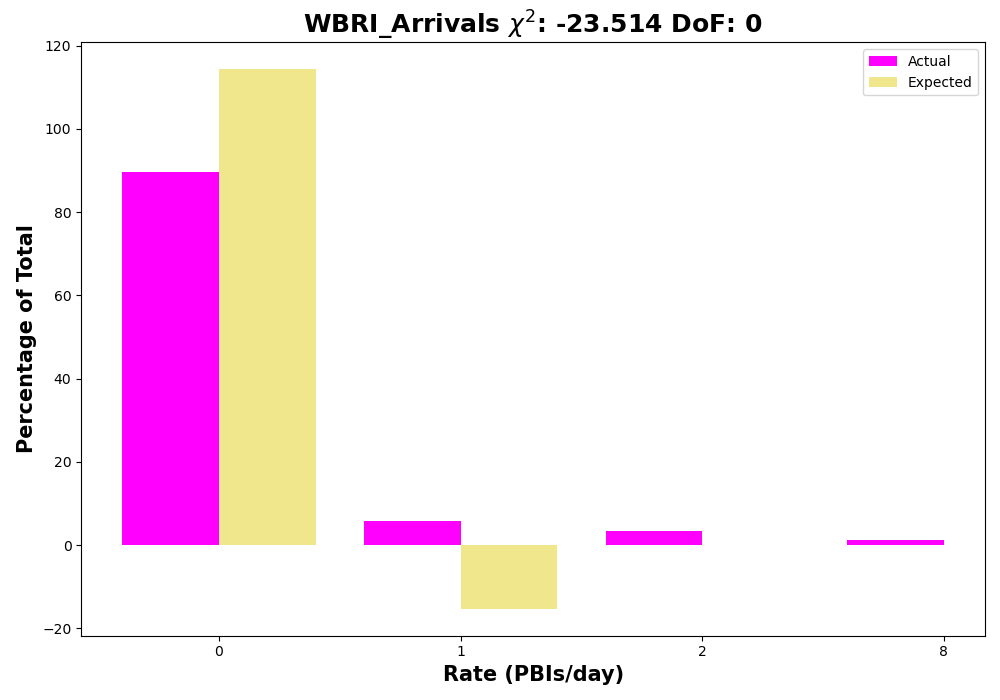 WBRI_Arrivals χ²: -23.514 DoF: 0
Actual
Expected
120
100
80
60
40
20
0
−20
Percentage of Total
0 1 2 8
Rate (PBIs/day)